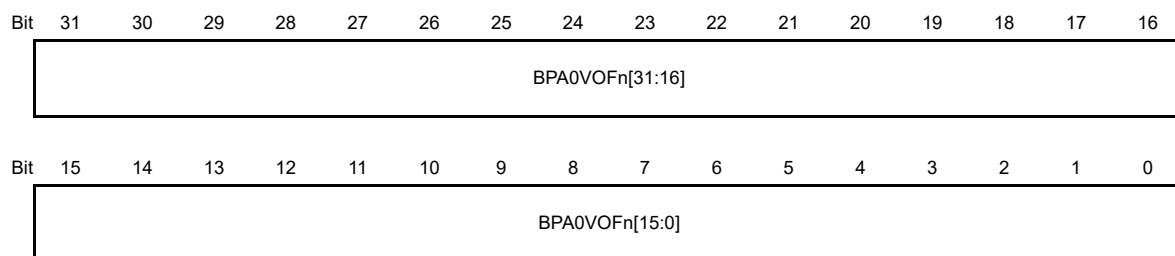 Bit 31 30 29 28 27 26 25 24 23 22 21 20 19 18 17 16
BPA0VOFn[31:16]
Bit 15 14 13 12 11 10 9 8 7 6 5 4 3 2 1 0
BPA0VOFn[15:0]